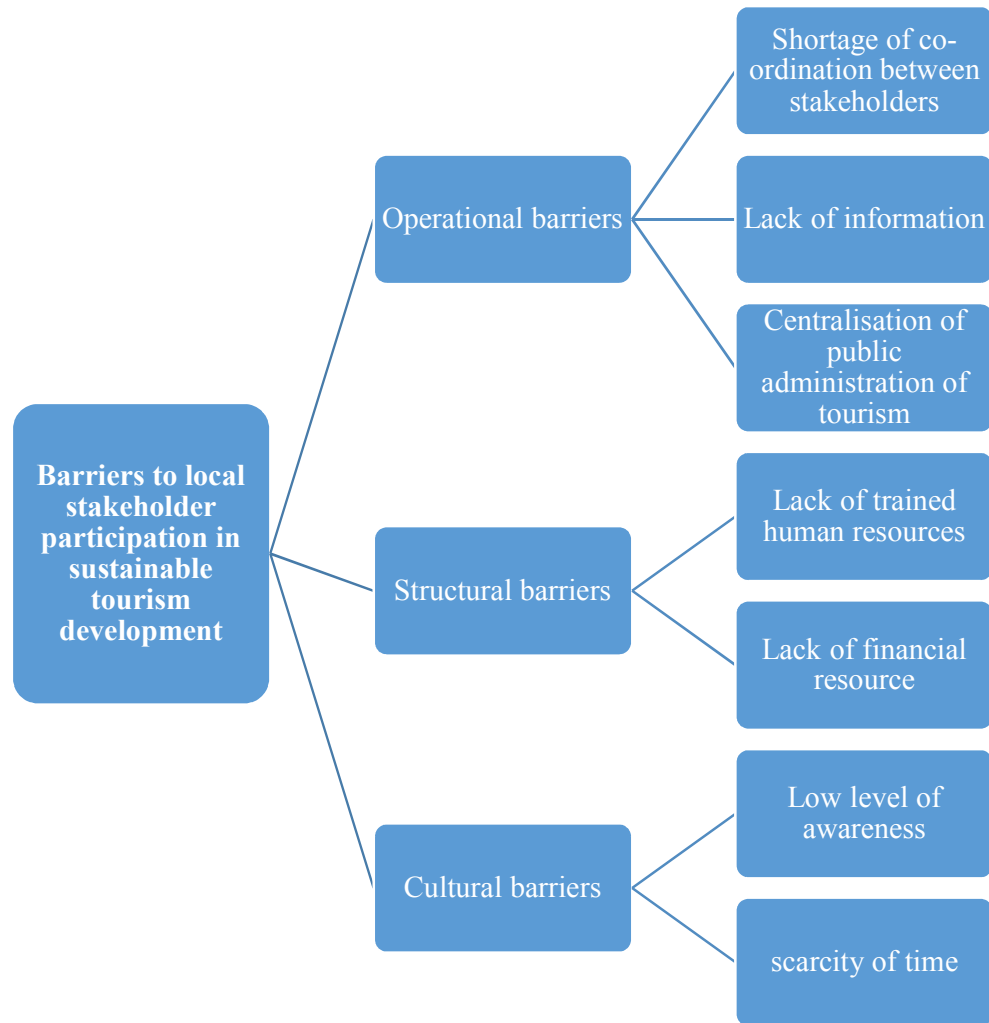 Barriers to local
stakeholder
participation in
sustainable
tourism
development
Operational barriers
Shortage of co-
ordination between
stakeholders
Lack of information
Centralisation of
public
administration of
tourism
Structural barriers
Lack of trained
human resources
Lack of financial
resource
Cultural barriers
Low level of
awareness
scarcity of time